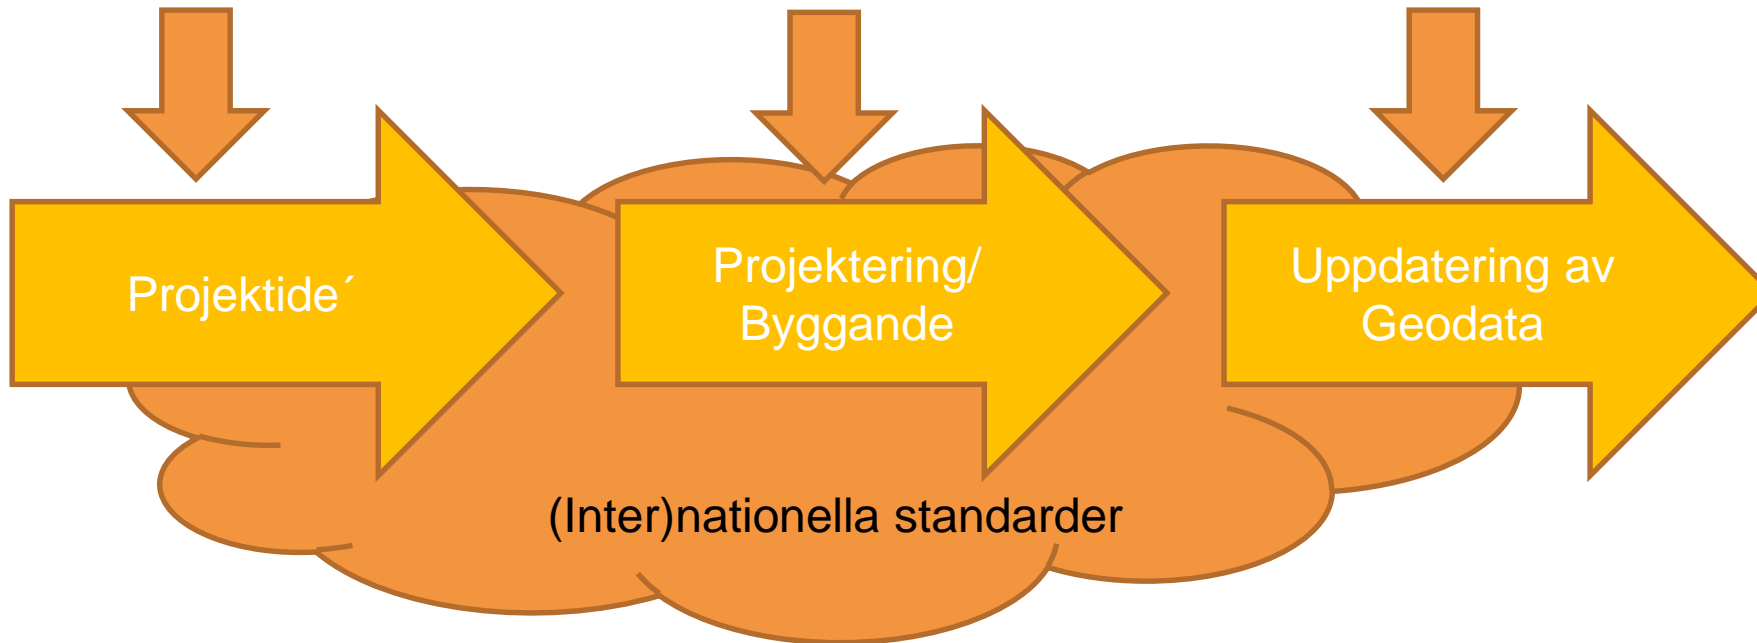 Projektide´
Projektering/
Byggande
Uppdatering av
Geodata
(Inter)nationella standarder